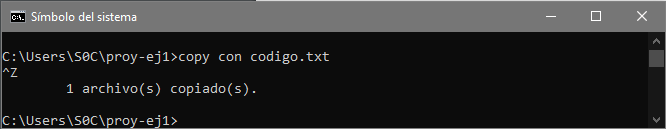 Símbolo del sistema
C:\Users\S0C\proy-ej1>copy con codigo.txt
^Z
        1 archivo(s) copiado(s).
C:\Users\S0C\proy-ej1>